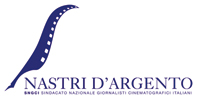 NASTRI D'ARGENTO
SNGCI SINDACATO NAZIONALE GIORNALISTI CINEMATOGRAFICI ITALIANI